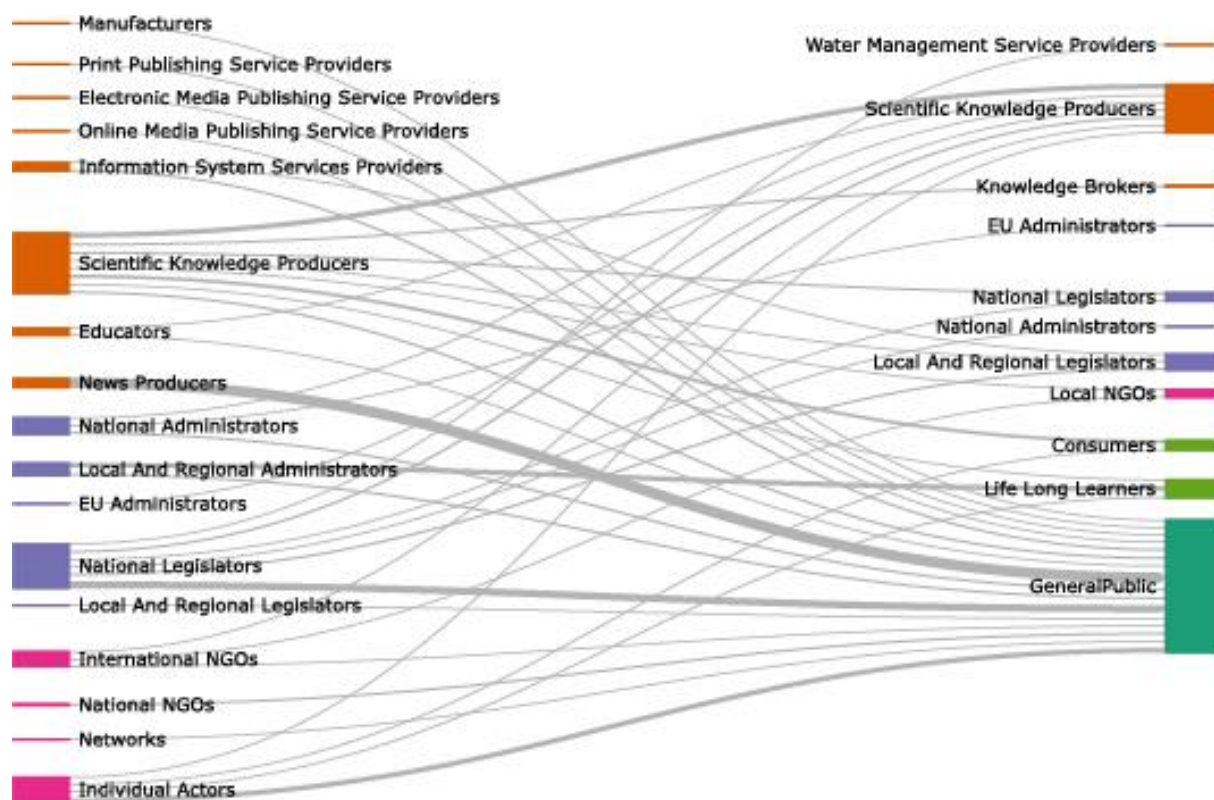 Manufacturers
Print Publishing Service Providers
Electronic Media Publishing Service Providers
Online Media Publishing Service Providers
Information System Services Providers
Scientific Knowledge Producers
Educators
News Producers
National Administrators
Local And Regional Administrators
EU Administrators
National Legislators
Local And Regional Legislators
International NGOs
National NGOs
Networks
Individual Actors
Water Management Service Providers
Scientific Knowledge Producers
Knowledge Brokers
EU Administrators
National Legislators
National Administrators
Local And Regional Legislators
Local NGOs
Consumers
Life Long Learners
GeneralPublic